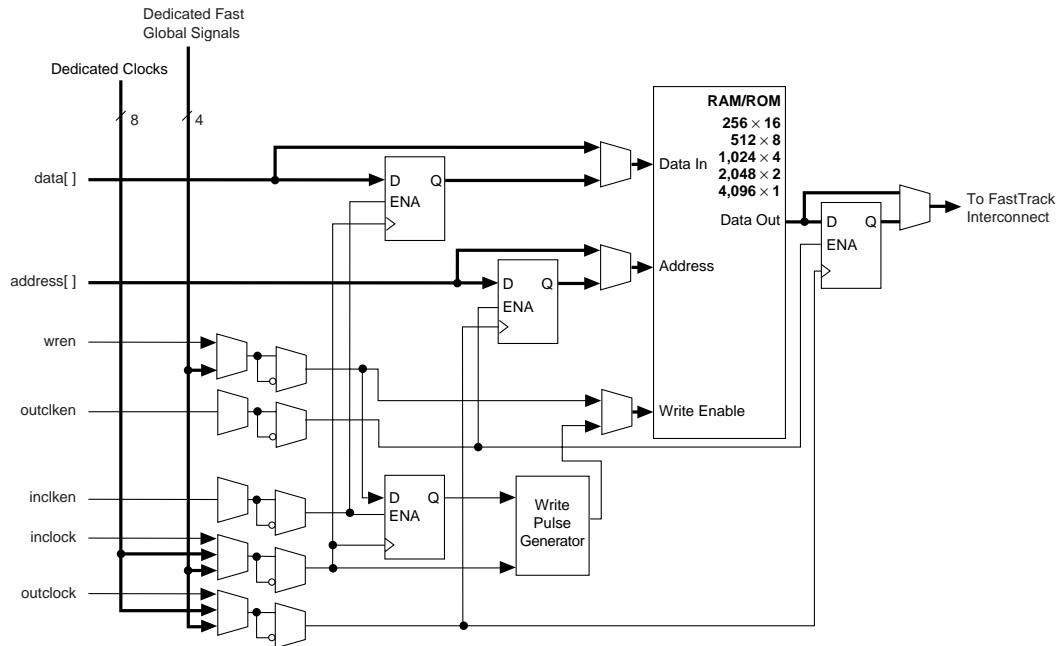 Dedicated Fast
Global Signals
Dedicated Clocks
8
4
RAM/ROM
256 × 16
512 × 8
1,024 × 4
2,048 × 2
4,096 × 1
data[ ]
D
Q
ENA
Data In
Data Out
D
Q
ENA
To FastTrack
Interconnect
address[ ]
D
Q
ENA
Address
wren
outclken
Write Enable
inclken
D
Q
ENA
Write
Pulse
Generator
inclock
outclock